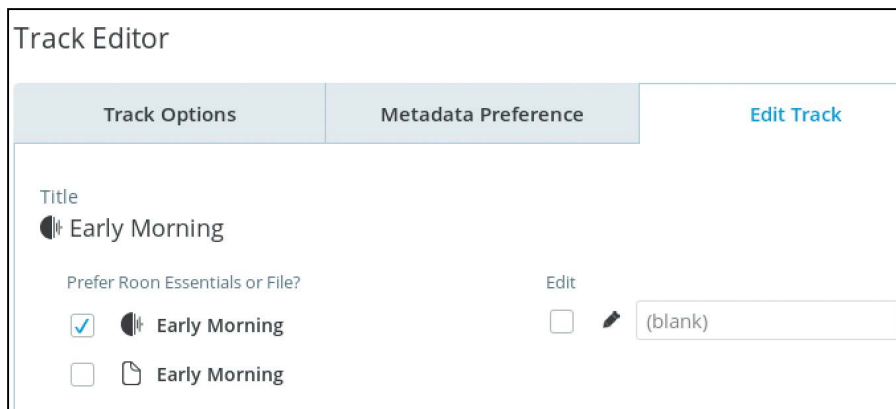 Track Editor
Track Options Metadata Preference Edit Track
Title
Early Morning
Prefer Roon Essentials or File? Edit
Early Morning (blank)
Early Morning